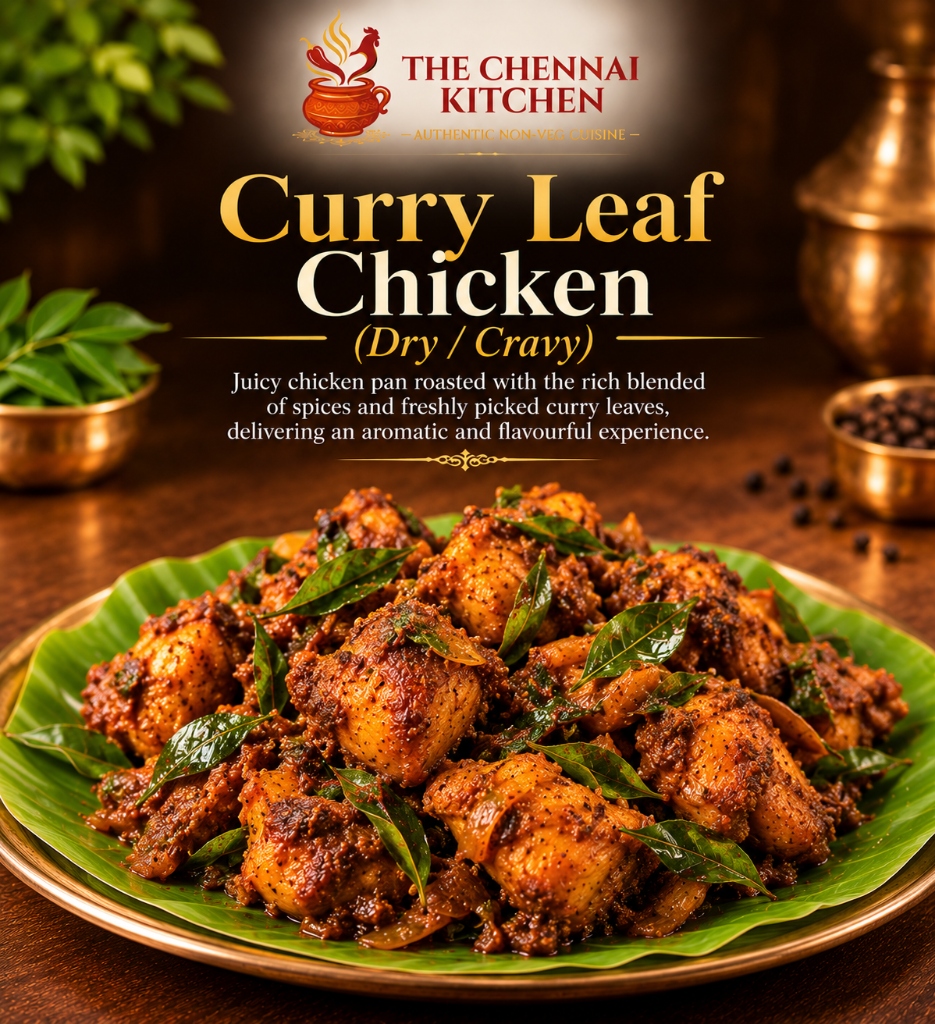 THE CHENNAI
KITCHEN
– AUTHENTIC NON-VEG CUISINE –
Curry Leaf
Chicken
(Dry / Cravy)
Juicy chicken pan roasted with the rich blended
of spices and freshly picked curry leaves,
delivering an aromatic and flavourful experience.